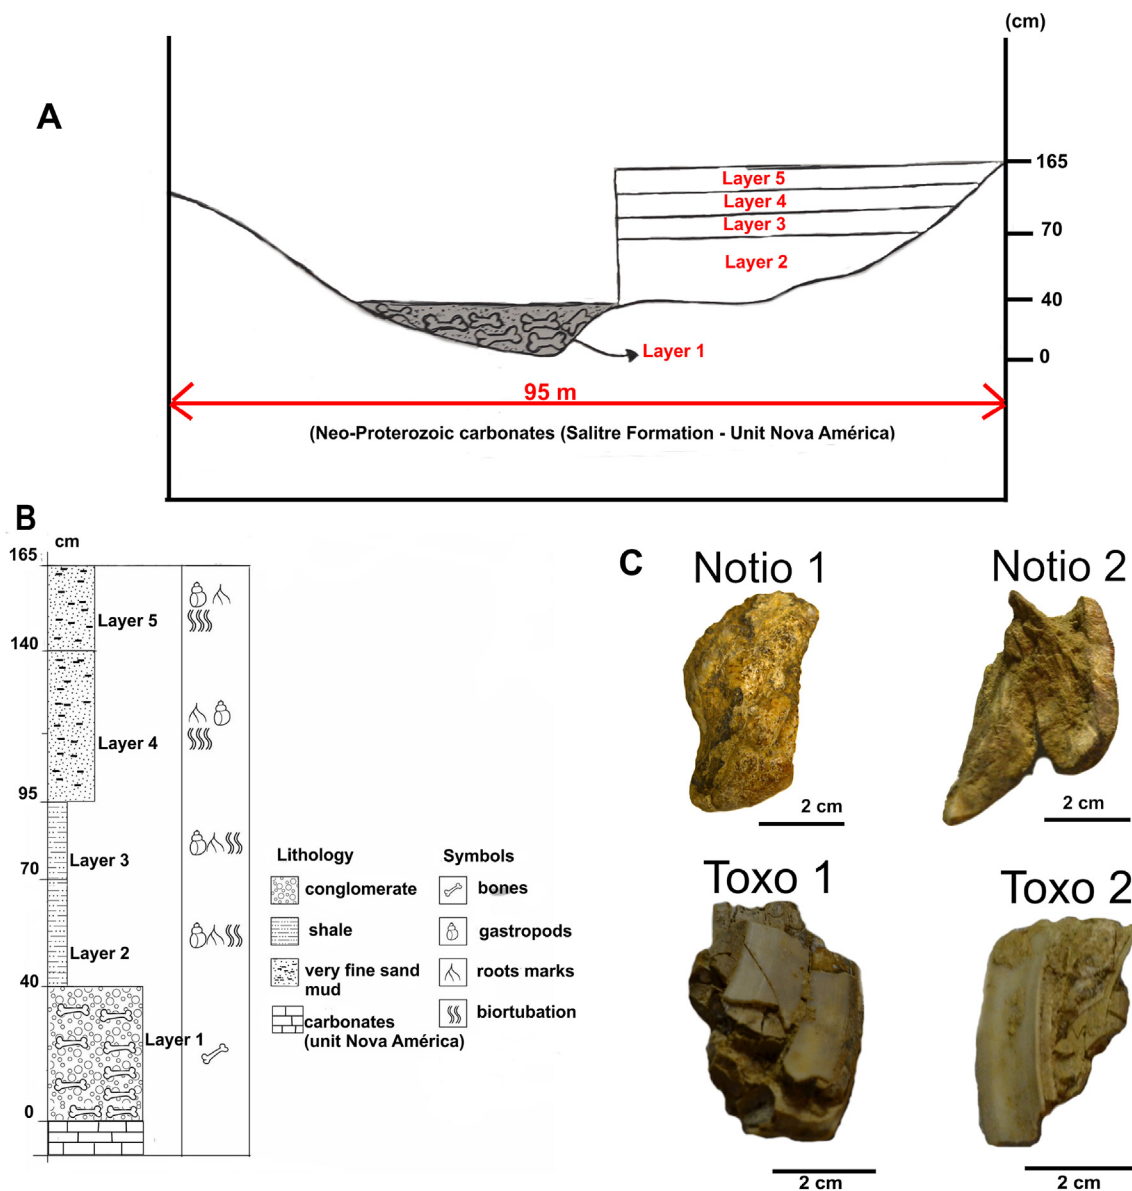 A
(cm)
165
Layer 5
Layer 4
Layer 3
70
Layer 2
40
Layer 1
0
95 m
(Neo-Proterozoic carbonates (Salitre Formation - Unit Nova América)
B
cm
165
Layer 5
140
Layer 4
95
Layer 3
70
Layer 2
40
Layer 1
0
Lithology
conglomerate
shale
very fine sand
mud
carbonates
(unit Nova América)
Symbols
bones
gastropods
roots marks
biortubation
C
Notio 1
2 cm
Notio 2
2 cm
Toxo 1
2 cm
Toxo 2
2 cm